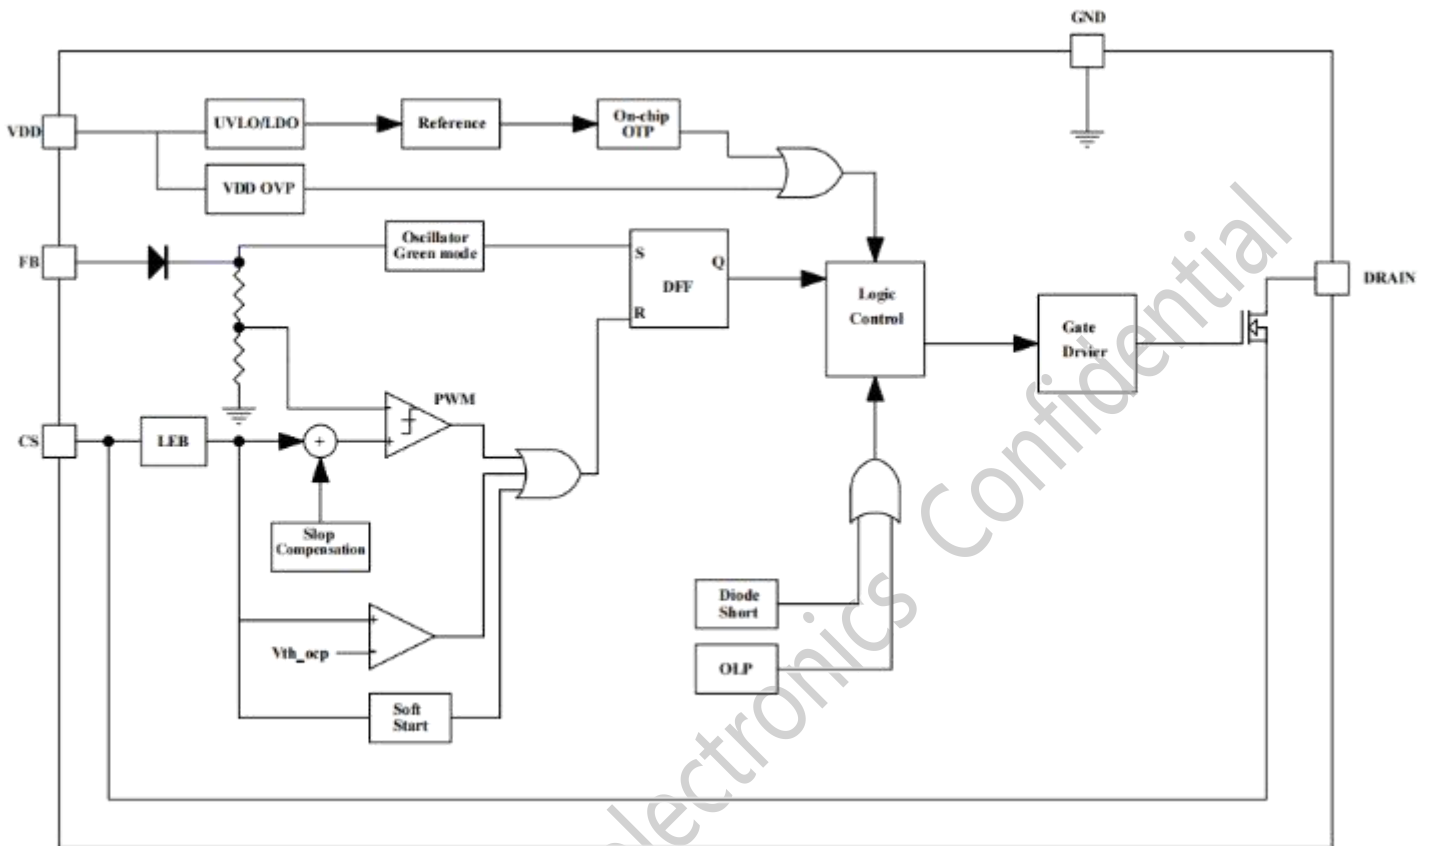 GND
VDD
UVLO/LDO
Reference
On-chip
OTP
VDD OVP
FB
Oscillator
Green mode
S
Q
DFF
R
Logic
Control
DRAIN
Gate
Drvier
PWM
CS
LEB
+
-
+
Slop
Compensation
Diode
Short
+
Vth_ocp
-
OLP
Soft
Start
electronics Confidential